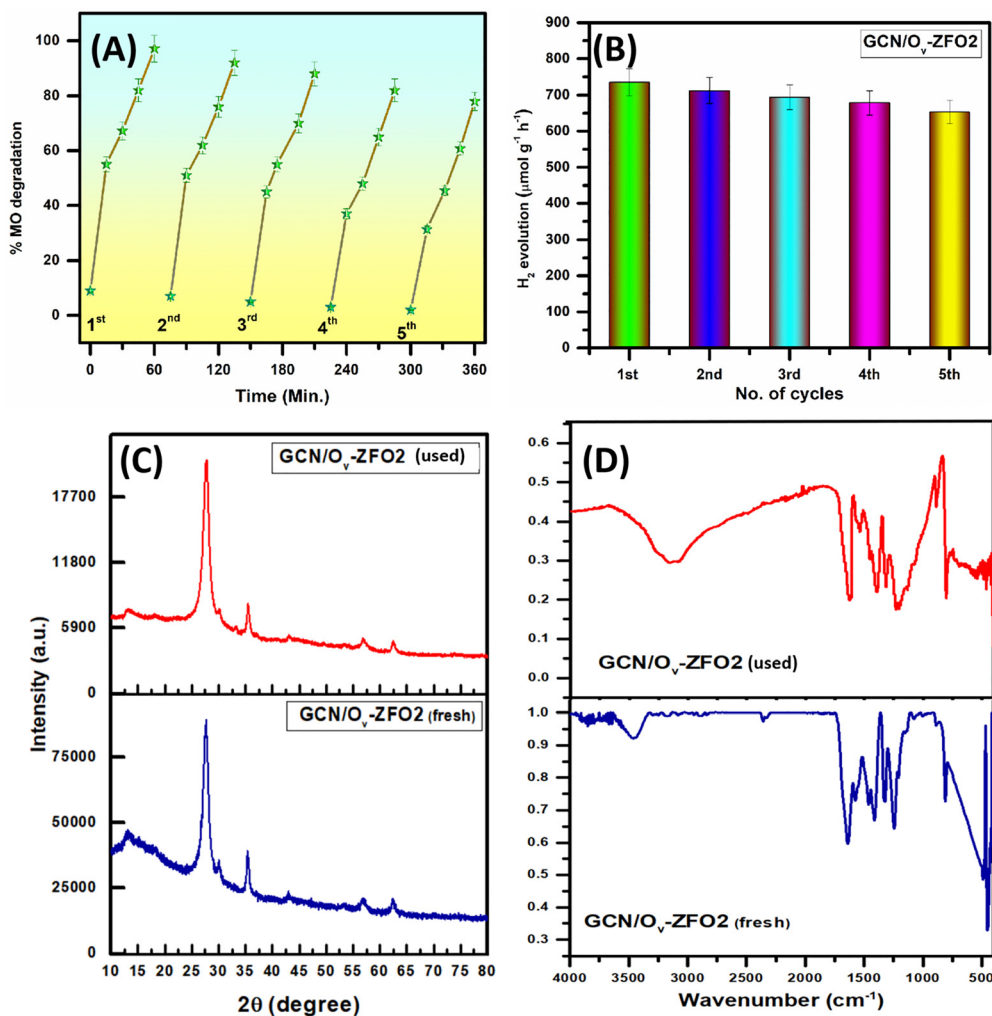 (A)
% MO degradation
100
80
60
40
20
0
1st
2nd
3rd
4th
5th
0 60 120 180 240 300 360
Time (Min.)
(B)
GCN/Ov-ZFO2
H2 evolution (μmol g-1 h-1)
900
800
700
600
500
400
300
200
100
0
1st 2nd 3rd 4th 5th
No. of cycles
(C)
GCN/Ov-ZFO2 (used)
17700
11800
5900
0
Intensity (a.u.)
GCN/Ov-ZFO2 (fresh)
75000
50000
25000
0
10 15 20 25 30 35 40 45 50 55 60 65 70 75 80
2θ (degree)
(D)
0.6
0.5
0.4
0.3
0.2
0.1
0.0
GCN/Ov-ZFO2 (used)
1.0
0.9
0.8
0.7
0.6
0.5
0.4
0.3
GCN/Ov-ZFO2 (fresh)
4000 3500 3000 2500 2000 1500 1000 500
Wavenumber (cm-1)